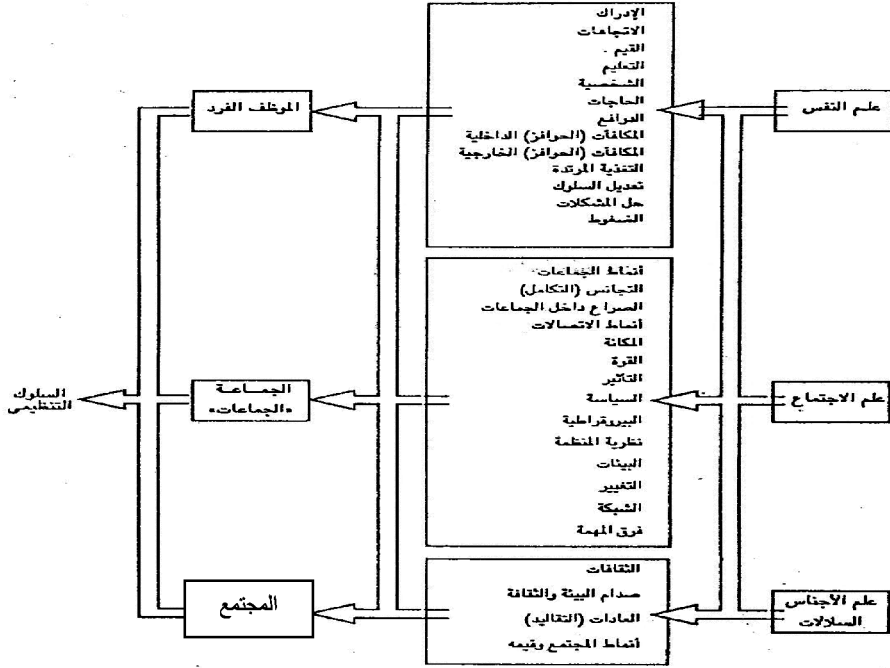 علم النفس
الإدراك
الاتجاهات
القيم .
التعليم
الشخصية
الحاجات
الدوافع
المكافآت (الحوافز) الداخلية
المكافآت (الحوافز) الخارجية
التغذية المرتدة
تعديل السلوك
حل المشكلات
الضغوط
الموظف الفرد
علم الاجتماع
أنماط الجماعات
التجانس (التكامل)
الصراع داخل الجماعات
أنماط الاتصالات
المكانة
القوة
التأثير
السياسة
البيروقراطية
نظرية المنظمة
البيئات
التغيير
الشبكة
فرق المهمة
الجماعة
«الجماعات»
السلوك
التنظيمى
علم الأجناس
السلالات
الثقافات
صدام البيئة والثقافة
العادات (التقاليد)
أنماط المجتمع وقيمه
المجتمع